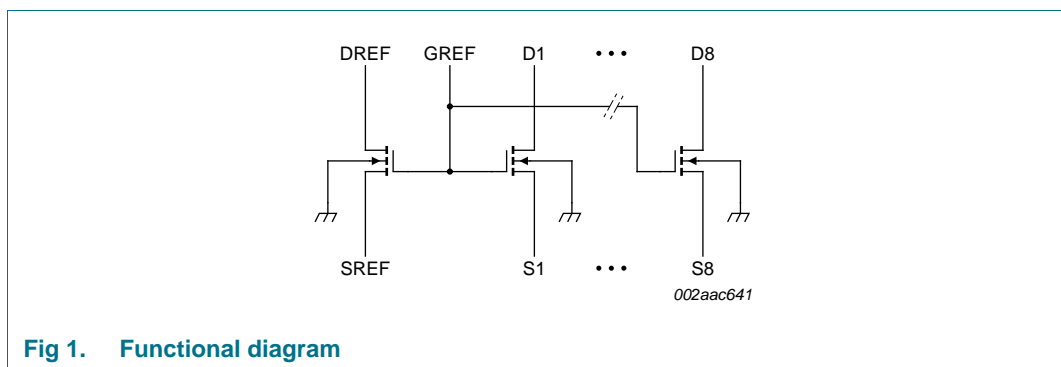 DREF GREF D1 • • • D8
SREF S1 • • • S8
002aac641
Fig 1. Functional diagram